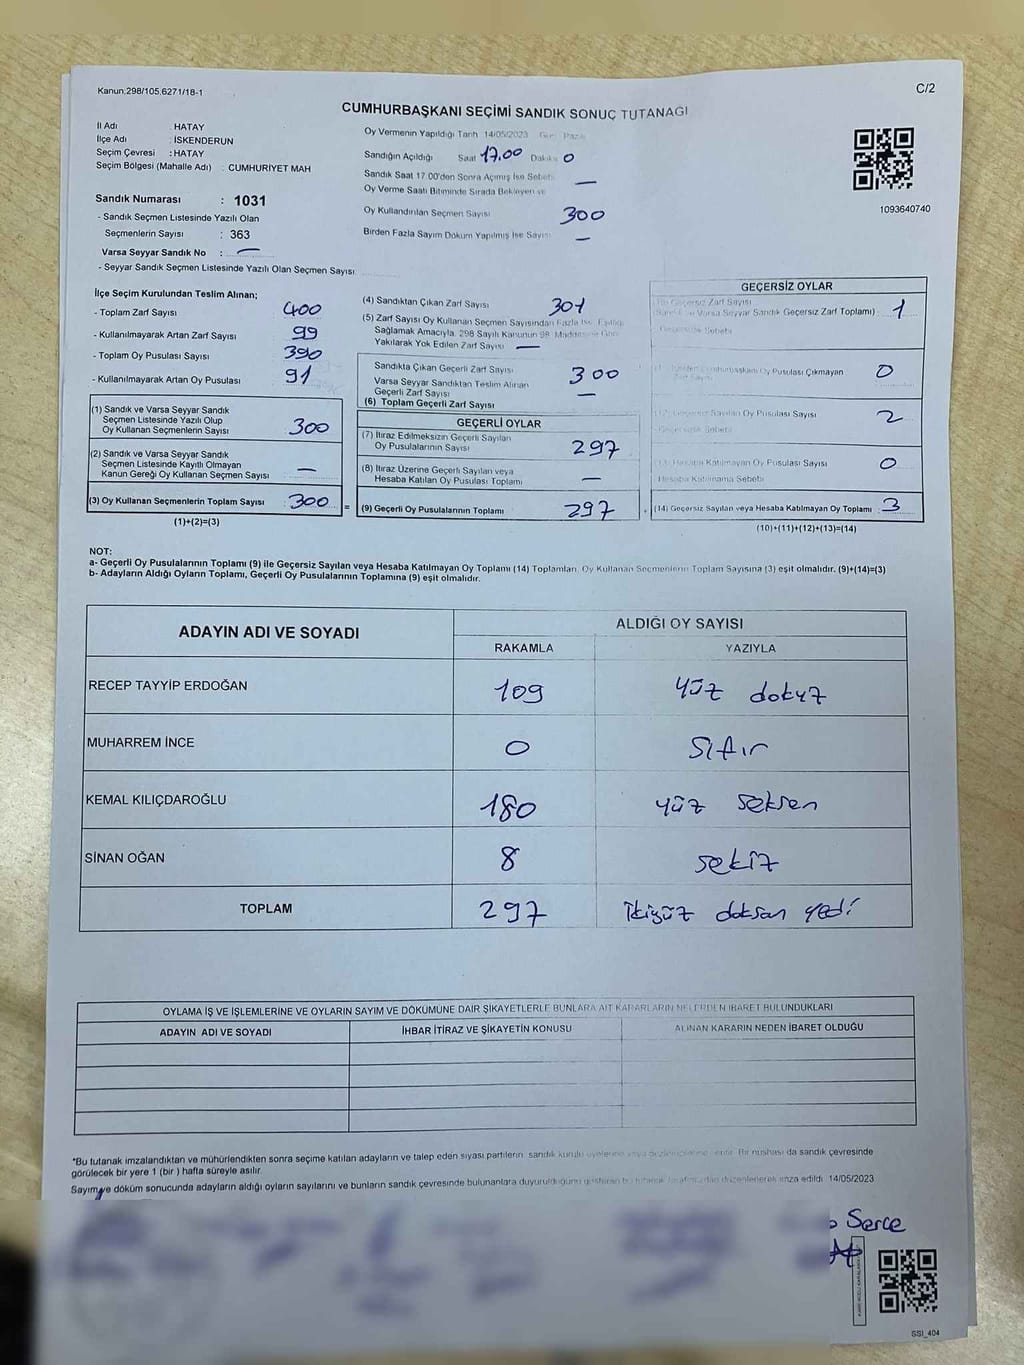 Kanun:298/105.6271/18-1
C/2
CUMHURBAŞKANI SEÇİMİ SANDIK SONUÇ TUTANAĞI
İl Adı : HATAY
İlçe Adı : İSKENDERUN
Seçim Çevresi : HATAY
Seçim Bölgesi (Mahalle Adı) : CUMHURİYET MAH
Sandık Numarası : 1031
- Sandık Seçmen Listesinde Yazılı Olan
Seçmenlerin Sayısı : 363
Varsa Seyyar Sandık No : —
- Seyyar Sandık Seçmen Listesinde Yazılı Olan Seçmen Sayısı
Oy Vermenin Yapıldığı Tarih 14/05/2023 Gün Pazar
Sandığın Açıldığı Saat 17.00 Dakika 0
Sandık Saat 17.00'den Sonra Açmış İse Sebebi —
Oy Verme Saati Bitiminde Sırada Bekleyen ve
Oy Kullandırılan Seçmen Sayısı 300
Birden Fazla Sayım Döküm Yapılmış İse Sayısı —
1093640740
İlçe Seçim Kurulundan Teslim Alınan;
- Toplam Zarf Sayısı 400
- Kullanılmayarak Artan Zarf Sayısı 99
- Toplam Oy Pusulası Sayısı 390
- Kullanılmayarak Artan Oy Pusulası 91
(1) Sandık ve Varsa Seyyar Sandık
Seçmen Listesinde Yazılı Olup
Oy Kullanan Seçmenlerin Sayısı 300
(2) Sandık ve Varsa Seyyar Sandık
Seçmen Listesinde Kayıtlı Olmayan
Kanun Gereği Oy Kullanan Seçmen Sayısı —
(3) Oy Kullanan Seçmenlerin Toplam Sayısı 300 =
(1)+(2)=(3)
(4) Sandıktan Çıkan Zarf Sayısı 301
(5) Zarf Sayısı Oy Kullanan Seçmen Sayısından Fazla İse, Eşitliği
Sağlamak Amacıyla, 298 Sayılı Kanunun 98. Maddesine Göre
Yakılarak Yok Edilen Zarf Sayısı —
Sandıkta Çıkan Geçerli Zarf Sayısı 300
Varsa Seyyar Sandıktan Teslim Alınan
Geçerli Zarf Sayısı —
(6) Toplam Geçerli Zarf Sayısı
GEÇERLİ OYLAR
(7) İtiraz Edilmeksizin Geçerli Sayılan
Oy Pusulalarının Sayısı 297
(8) İtiraz Üzerine Geçerli Sayılan veya
Hesaba Katılan Oy Pusulası Toplamı —
(9) Geçerli Oy Pusulalarının Toplamı 297
GEÇERSİZ OYLAR
(10) Geçersiz Zarf Sayısı
(Sandık ve Varsa Seyyar Sandık Geçersiz Zarf Toplamı) 1
Geçersizlik Sebebi
Cumhurbaşkanı Oy Pusulası Çıkmayan
Zarf Sayısı 0
(12) Geçersiz Sayılan Oy Pusulası Sayısı 2
Geçersizlik Sebebi
(13) Hesaba Katılmayan Oy Pusulası Sayısı 0
Hesaba Katılmama Sebebi
(14) Geçersiz Sayılan veya Hesaba Katılmayan Oy Toplamı 3
(10)+(11)+(12)+(13)=(14)
NOT:
a- Geçerli Oy Pusulalarının Toplamı (9) ile Geçersiz Sayılan veya Hesaba Katılmayan Oy Toplamı (14) Toplamları, Oy Kullanan Seçmenlerin Toplam Sayısına (3) eşit olmalıdır. (9)+(14)=(3)
b- Adayların Aldığı Oyların Toplamı, Geçerli Oy Pusulalarının Toplamına (9) eşit olmalıdır.
ADAYIN ADI VE SOYADI
ALDIĞI OY SAYISI
RAKAMLA YAZIYLA
RECEP TAYYİP ERDOĞAN 109 yüz dokuz
MUHARREM İNCE 0 sıfır
KEMAL KILIÇDAROĞLU 180 yüz seksen
SİNAN OĞAN 8 sekiz
TOPLAM 297 ikiyüz doksan yedi
OYLAMA İŞ VE İŞLEMLERİNE VE OYLARIN SAYIM VE DÖKÜMÜNE DAİR ŞİKAYETLERLE BUNLARA AİT KARARLARIN NELERDEN İBARET BULUNDUKLARI
ADAYIN ADI VE SOYADI İHBAR İTİRAZ VE ŞİKAYETİN KONUSU ALINAN KARARIN NEDEN İBARET OLDUĞU
*Bu tutanak imzalandıktan ve mühürlendikten sonra seçime katılan adayların ve talep eden siyasi partilerin sandık kurulu üyelerine veya gözlemcilerine verilir. Bir nüshası da sandık çevresinde
görülecek bir yere 1 (bir ) hafta süreyle asılır.
Sayım ve döküm sonucunda adayların aldığı oyların sayılarını ve bunların sandık çevresinde bulunanlara duyurulduğunu gösteren bu tutanak tarafımızdan düzenlenerek imza edildi. 14/05/2023
Serce
SSİ_404